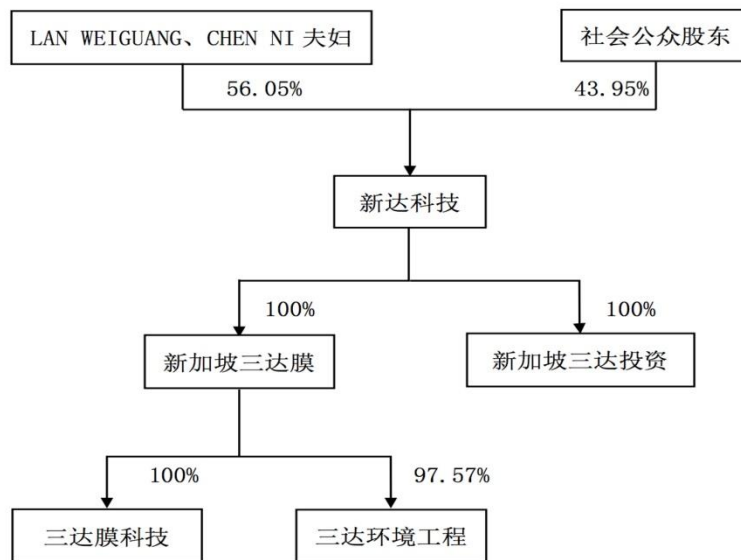 LAN WEIGUANG、CHEN NI 夫妇
社会公众股东
56.05%
43.95%
新达科技
100%
100%
新加坡三达膜
新加坡三达投资
100%
97.57%
三达膜科技
三达环境工程